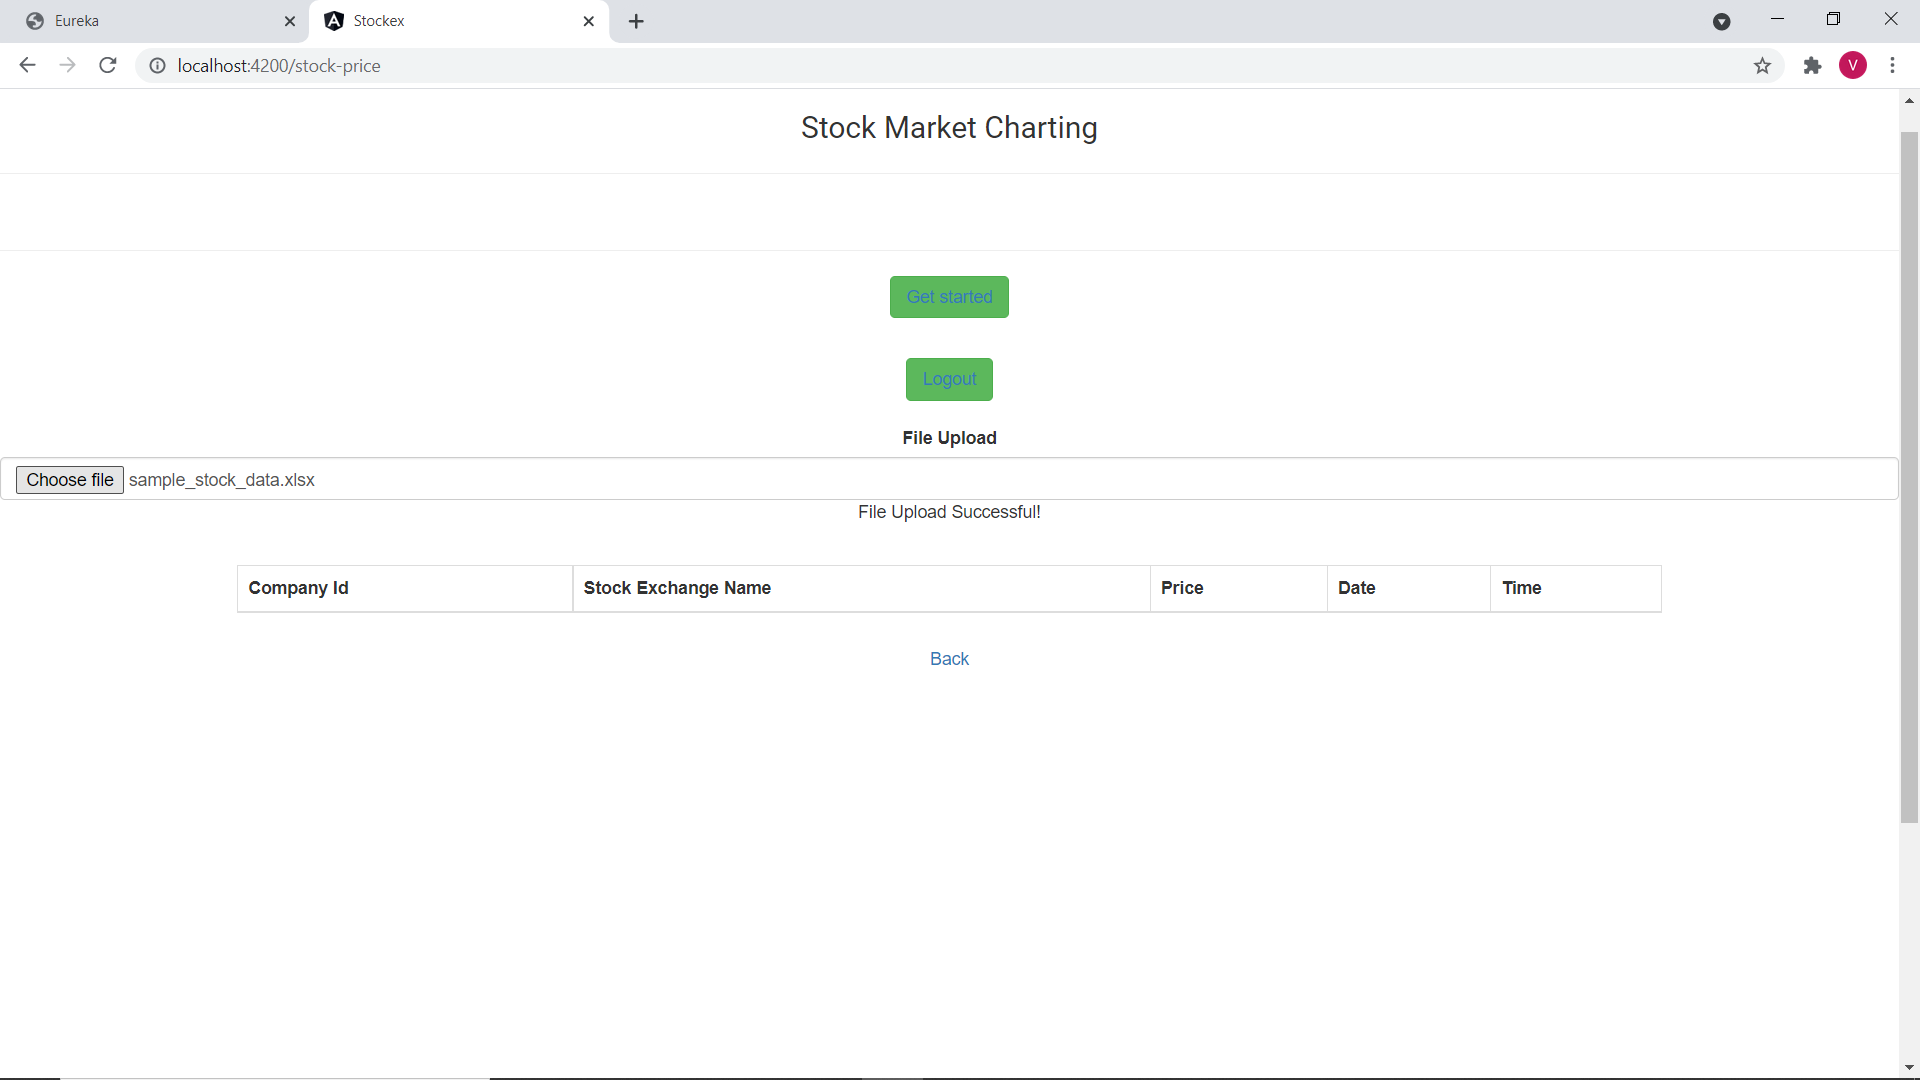 Eureka
Stockex
localhost:4200/stock-price
V
Stock Market Charting
Get started
Logout
File Upload
Choose file sample_stock_data.xlsx
File Upload Successful!
Company Id Stock Exchange Name Price Date Time
Back